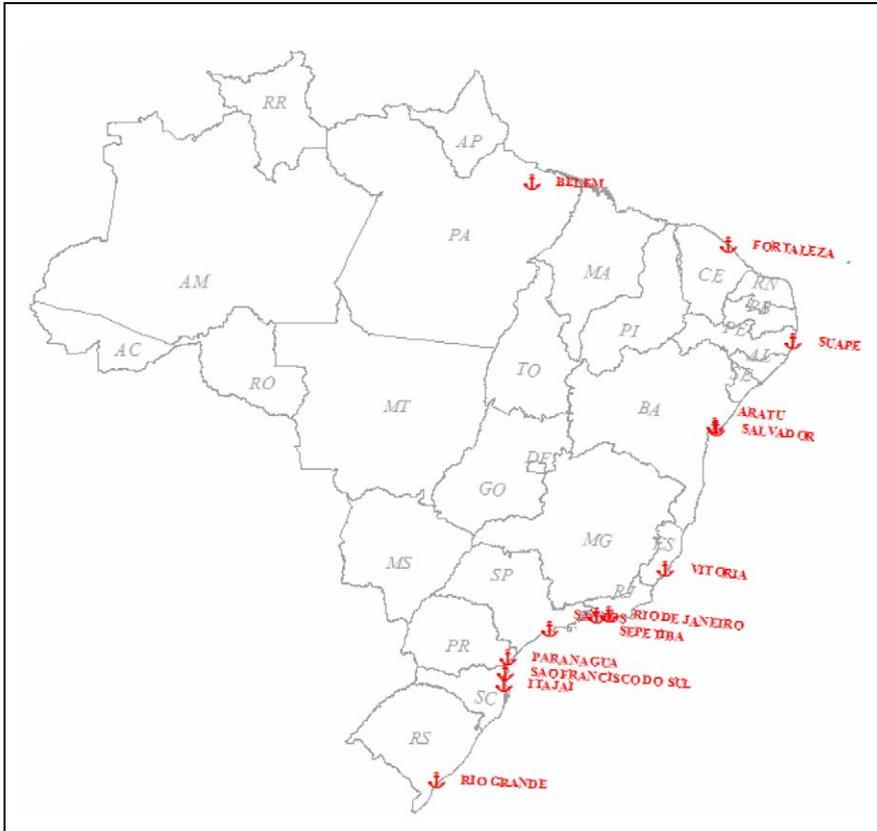 RR
AP
BELEM
PA
FORTALEZA
MA
CE
RN
AM
PB
PI
PE
SUAPE
AC
AL
TO
SE
RO
MT
BA
ARATU
SALVADOR
DF
GO
MG
ES
MS
VITORIA
SP
RJ
SANTOS
RIO DE JANEIRO
SEPETIBA
PR
PARANAGUA
SAO FRANCISCO DO SUL
ITAJAI
SC
RS
RIO GRANDE